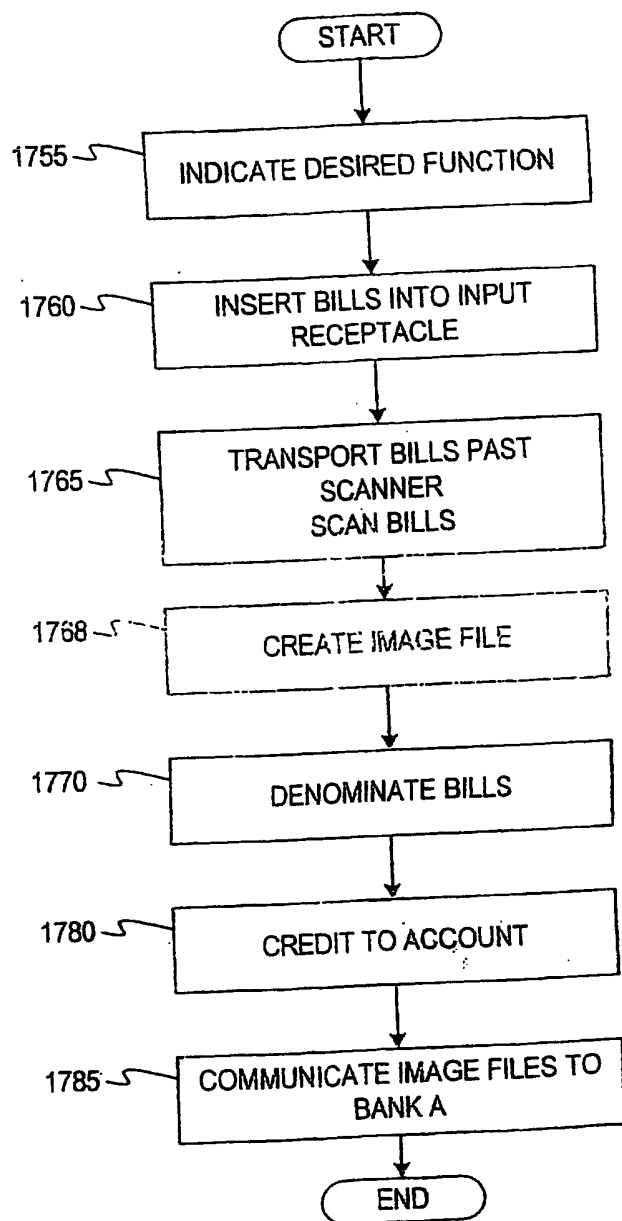 START
1755
INDICATE DESIRED FUNCTION
1760
INSERT BILLS INTO INPUT
RECEPTACLE
1765
TRANSPORT BILLS PAST
SCANNER
SCAN BILLS
1768
CREATE IMAGE FILE
1770
DENOMINATE BILLS
1780
CREDIT TO ACCOUNT
1785
COMMUNICATE IMAGE FILES TO
BANK A
END